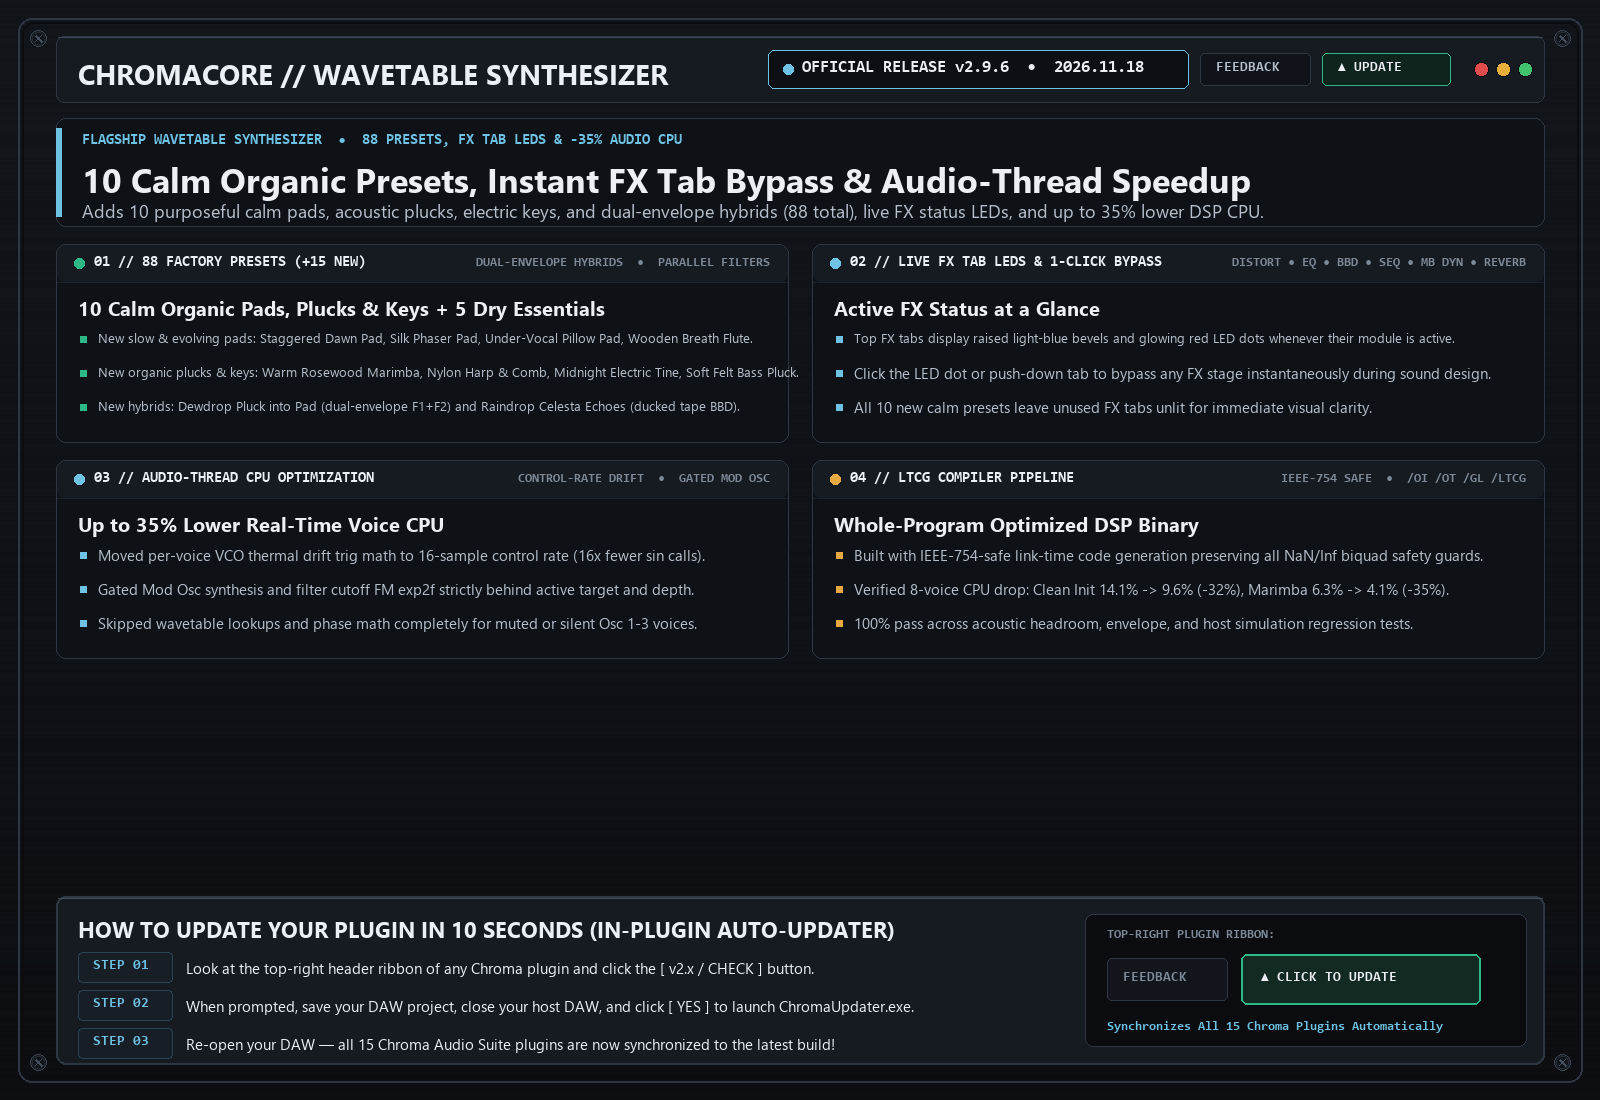 CHROMACORE // WAVETABLE SYNTHESIZER
OFFICIAL RELEASE v2.9.6 • 2026.11.18
FEEDBACK
▲ UPDATE
FLAGSHIP WAVETABLE SYNTHESIZER • 88 PRESETS, FX TAB LEDS & -35% AUDIO CPU
10 Calm Organic Presets, Instant FX Tab Bypass & Audio-Thread Speedup
Adds 10 purposeful calm pads, acoustic plucks, electric keys, and dual-envelope hybrids (88 total), live FX status LEDs, and up to 35% lower DSP CPU.
01 // 88 FACTORY PRESETS (+15 NEW)
DUAL-ENVELOPE HYBRIDS • PARALLEL FILTERS
10 Calm Organic Pads, Plucks & Keys + 5 Dry Essentials
New slow & evolving pads: Staggered Dawn Pad, Silk Phaser Pad, Under-Vocal Pillow Pad, Wooden Breath Flute.
New organic plucks & keys: Warm Rosewood Marimba, Nylon Harp & Comb, Midnight Electric Tine, Soft Felt Bass Pluck.
New hybrids: Dewdrop Pluck into Pad (dual-envelope F1+F2) and Raindrop Celesta Echoes (ducked tape BBD).
02 // LIVE FX TAB LEDS & 1-CLICK BYPASS
DISTORT • EQ • BBD • SEQ • MB DYN • REVERB
Active FX Status at a Glance
Top FX tabs display raised light-blue bevels and glowing red LED dots whenever their module is active.
Click the LED dot or push-down tab to bypass any FX stage instantaneously during sound design.
All 10 new calm presets leave unused FX tabs unlit for immediate visual clarity.
03 // AUDIO-THREAD CPU OPTIMIZATION
CONTROL-RATE DRIFT • GATED MOD OSC
Up to 35% Lower Real-Time Voice CPU
Moved per-voice VCO thermal drift trig math to 16-sample control rate (16x fewer sin calls).
Gated Mod Osc synthesis and filter cutoff FM exp2f strictly behind active target and depth.
Skipped wavetable lookups and phase math completely for muted or silent Osc 1-3 voices.
04 // LTCG COMPILER PIPELINE
IEEE-754 SAFE • /OI /OT /GL /LTCG
Whole-Program Optimized DSP Binary
Built with IEEE-754-safe link-time code generation preserving all NaN/Inf biquad safety guards.
Verified 8-voice CPU drop: Clean Init 14.1% -> 9.6% (-32%), Marimba 6.3% -> 4.1% (-35%).
100% pass across acoustic headroom, envelope, and host simulation regression tests.
HOW TO UPDATE YOUR PLUGIN IN 10 SECONDS (IN-PLUGIN AUTO-UPDATER)
STEP 01
Look at the top-right header ribbon of any Chroma plugin and click the [ v2.x / CHECK ] button.
STEP 02
When prompted, save your DAW project, close your host DAW, and click [ YES ] to launch ChromaUpdater.exe.
STEP 03
Re-open your DAW — all 15 Chroma Audio Suite plugins are now synchronized to the latest build!
TOP-RIGHT PLUGIN RIBBON:
FEEDBACK
▲ CLICK TO UPDATE
Synchronizes All 15 Chroma Plugins Automatically